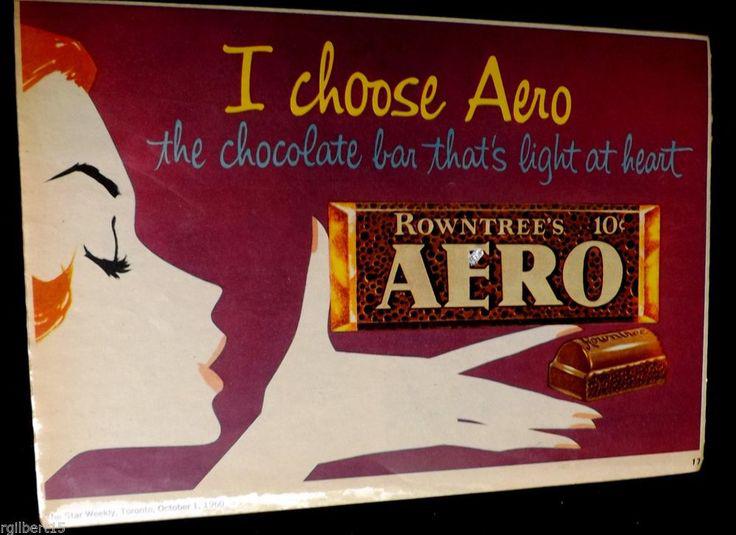 I choose Aero
the chocolate bar that's light at heart
ROWNTREE'S 10¢
AERO
Rowntree
17
Star Weekly, Toronto, October 1, 1960
rgilbert15